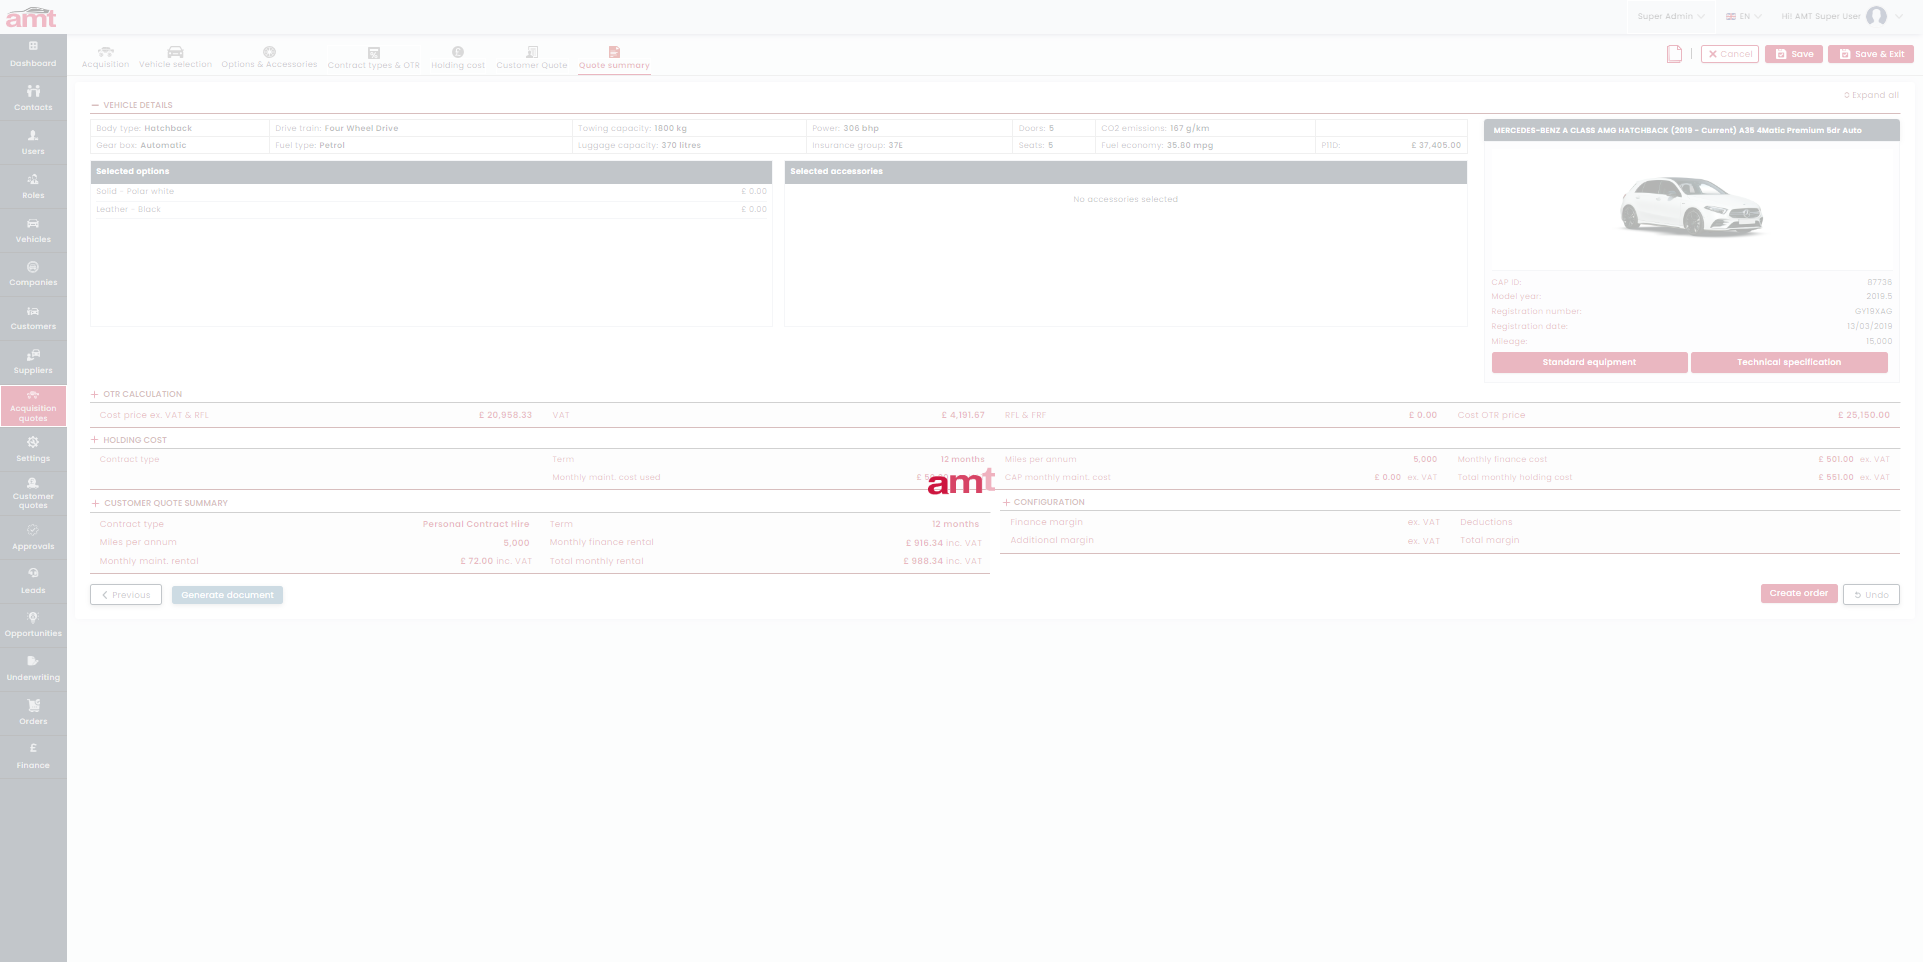 amt
Super Admin
EN
Hi! AMT Super User
Dashboard
Contacts
Users
Roles
Vehicles
Companies
Customers
Suppliers
Acquisition quotes
Settings
Customer quotes
Approvals
Leads
Opportunities
Underwriting
Orders
Finance
Acquisition
Vehicle selection
Options & Accessories
Contract types & OTR
Holding cost
Customer Quote
Quote summary
Cancel
Save
Save & Exit
Expand all
VEHICLE DETAILS
Body type: Hatchback
Drive train: Four Wheel Drive
Towing capacity: 1800 kg
Power: 306 bhp
Doors: 5
CO2 emissions: 167 g/km
Gear box: Automatic
Fuel type: Petrol
Luggage capacity: 370 litres
Insurance group: 37E
Seats: 5
Fuel economy: 35.80 mpg
P11D: £ 37,405.00
Selected options
Solid - Polar white £ 0.00
Leather - Black £ 0.00
Selected accessories
No accessories selected
MERCEDES-BENZ A CLASS AMG HATCHBACK (2019 - Current) A35 4Matic Premium 5dr Auto
CAP ID: 87736
Model year: 2019.5
Registration number: GY19XAG
Registration date: 13/03/2019
Mileage: 15,000
Standard equipment
Technical specification
OTR CALCULATION
Cost price ex. VAT & RFL £ 20,958.33
VAT £ 4,191.67
RFL & FRF £ 0.00
Cost OTR price £ 25,150.00
HOLDING COST
Contract type
Term 12 months
Miles per annum 5,000
Monthly finance cost £ 501.00 ex. VAT
Monthly maint. cost used
amt
CAP monthly maint. cost £ 0.00 ex. VAT
Total monthly holding cost £ 551.00 ex. VAT
CUSTOMER QUOTE SUMMARY
Contract type Personal Contract Hire
Term 12 months
Miles per annum 5,000
Monthly finance rental £ 916.34 inc. VAT
Monthly maint. rental £ 72.00 inc. VAT
Total monthly rental £ 988.34 inc. VAT
CONFIGURATION
Finance margin ex. VAT
Deductions
Additional margin ex. VAT
Total margin
Previous
Generate document
Create order
Undo